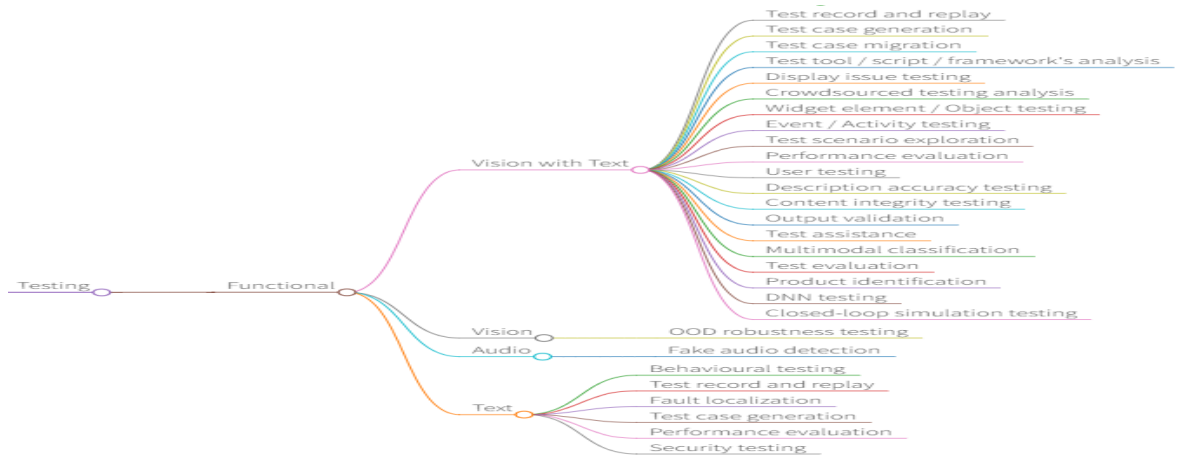 Testing
Functional
Vision with Text
Test record and replay
Test case generation
Test case migration
Test tool / script / framework's analysis
Display issue testing
Crowdsourced testing analysis
Widget element / Object testing
Event / Activity testing
Test scenario exploration
Performance evaluation
User testing
Description accuracy testing
Content integrity testing
Output validation
Test assistance
Multimodal classification
Test evaluation
Product identification
DNN testing
Closed-loop simulation testing
Vision
OOD robustness testing
Audio
Fake audio detection
Text
Behavioural testing
Test record and replay
Fault localization
Test case generation
Performance evaluation
Security testing